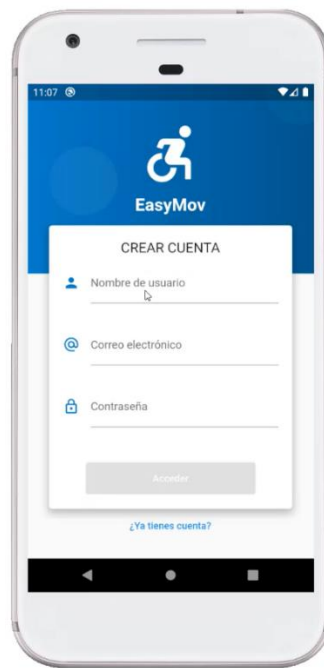 11:07
EasyMov
CREAR CUENTA
Nombre de usuario
Correo electrónico
Contraseña
Acceder
¿Ya tienes cuenta?